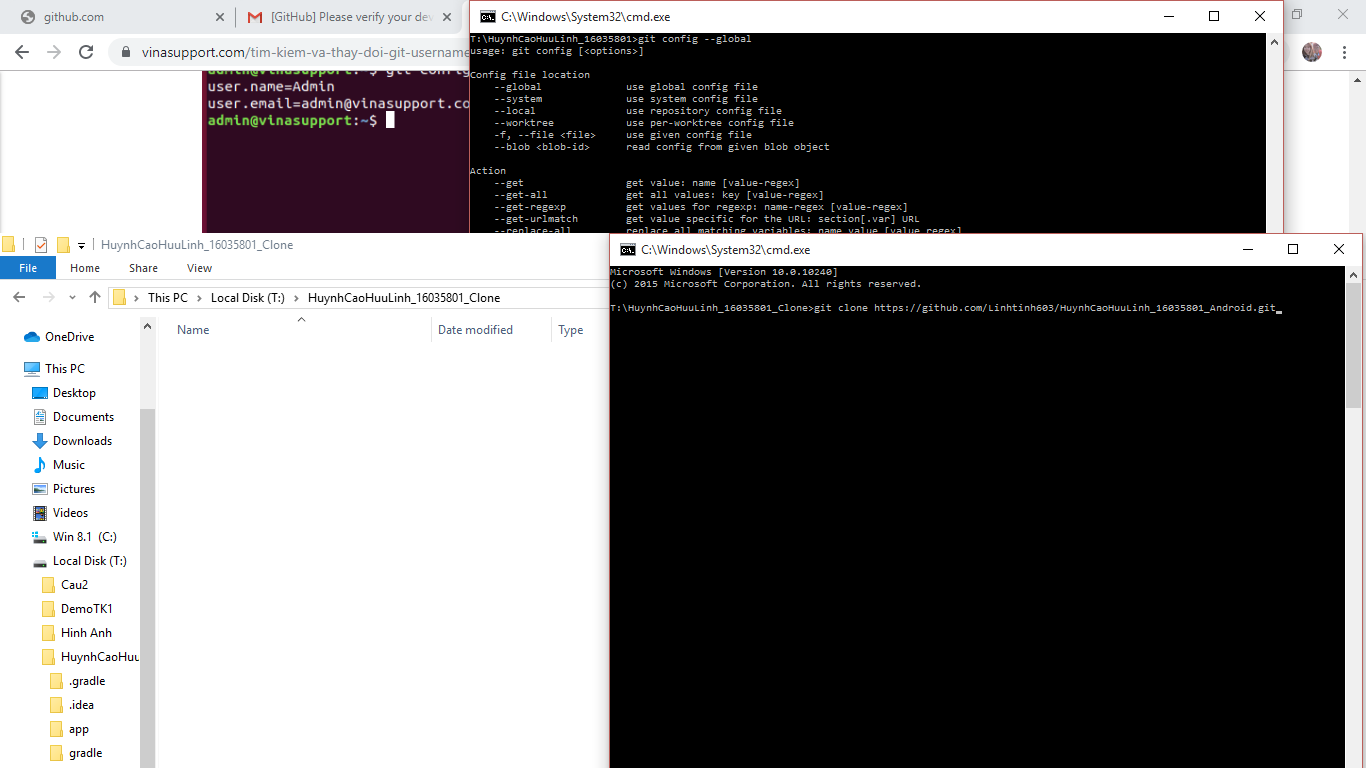 github.com
[GitHub] Please verify your dev
vinasupport.com/tim-kiem-va-thay-doi-git-username
user.name=Admin
user.email=admin@vinasupport.co
admin@vinasupport:~$
C:\Windows\System32\cmd.exe
T:\HuynhCaoHuuLinh_16035801>git config --global
usage: git config [<options>]
Config file location
--global use global config file
--system use system config file
--local use repository config file
--worktree use per-worktree config file
-f, --file <file> use given config file
--blob <blob-id> read config from given blob object
Action
--get get value: name [value-regex]
--get-all get all values: key [value-regex]
--get-regexp get values for regexp: name-regex [value-regex]
--get-urlmatch get value specific for the URL: section[.var] URL
--replace-all replace all matching variables: name value [value_regex]
HuynhCaoHuuLinh_16035801_Clone
File Home Share View
This PC > Local Disk (T:) > HuynhCaoHuuLinh_16035801_Clone
Name Date modified Type
OneDrive
This PC
Desktop
Documents
Downloads
Music
Pictures
Videos
Win 8.1 (C:)
Local Disk (T:)
Cau2
DemoTK1
Hinh Anh
HuynhCaoHuu
.gradle
.idea
app
gradle
C:\Windows\System32\cmd.exe
Microsoft Windows [Version 10.0.10240]
(c) 2015 Microsoft Corporation. All rights reserved.
T:\HuynhCaoHuuLinh_16035801_Clone>git clone https://github.com/Linhtinh603/HuynhCaoHuuLinh_16035801_Android.git